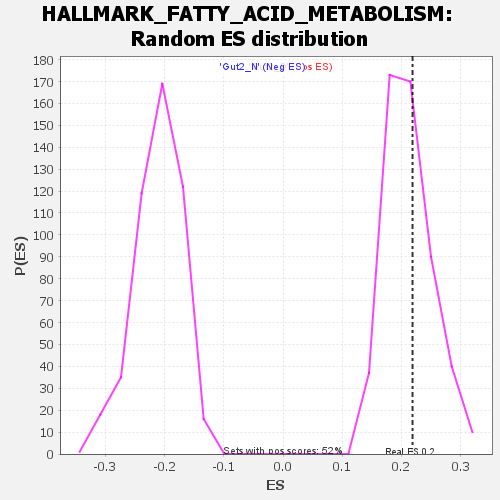 HALLMARK_FATTY_ACID_METABOLISM:
Random ES distribution
'Gut2_N' (Neg ES) os ES)
P(ES)
180
170
160
150
140
130
120
110
100
90
80
70
60
50
40
30
20
10
0
Sets with pos scores: 52%
Real ES 0.2
-0.3 -0.2 -0.1 0.0 0.1 0.2 0.3
ES